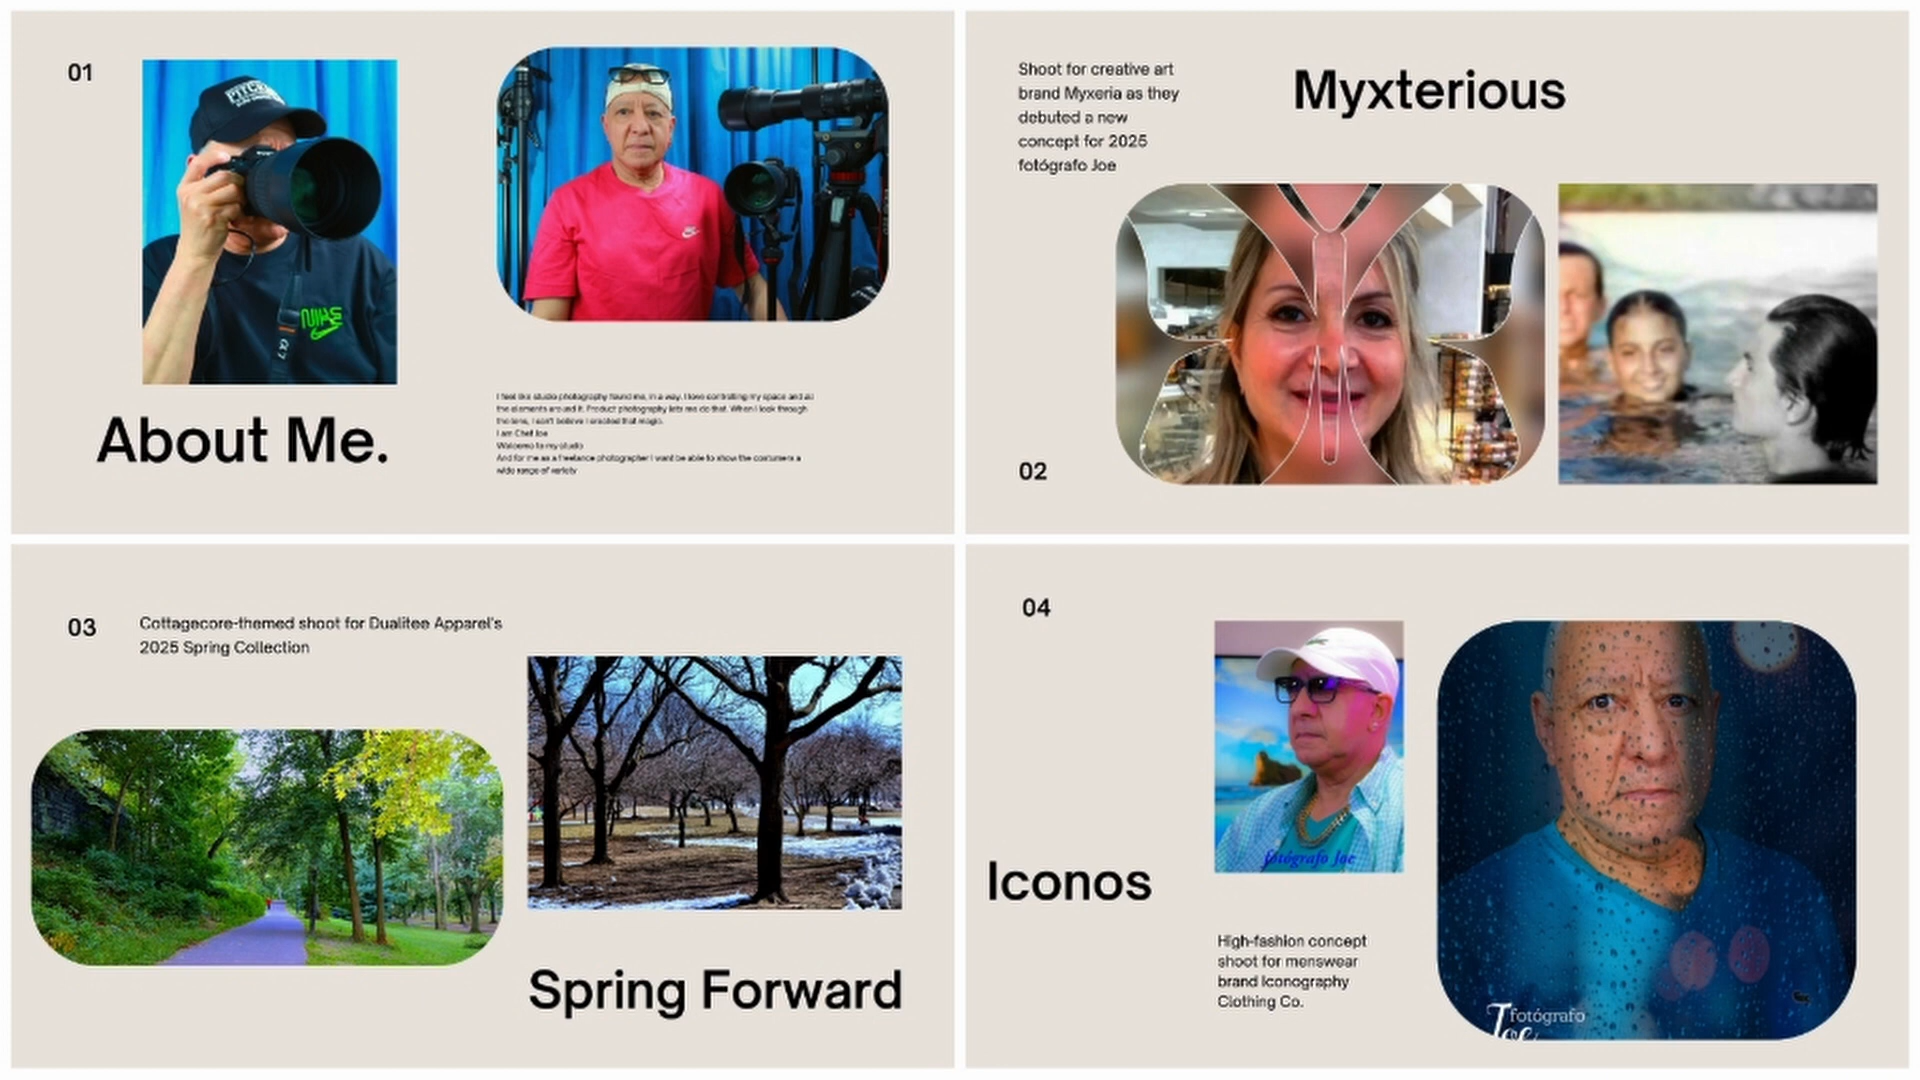 01
PITCH
NIKE
α7
About Me.
I feel like studio photography found me, in a way. I love controlling my space and all
the elements around it. Product photography lets me do that. When I look through
the lens, I can't believe I created that magic.
I am Chef Joe
Welcome to my studio
And for me as a freelance photographer I want be able to show the costumers a
wide range of variety
Shoot for creative art
brand Myxeria as they
debuted a new
concept for 2025
fotógrafo Joe
Myxterious
02
03
Cottagecore-themed shoot for Dualitee Apparel's
2025 Spring Collection
Spring Forward
04
fotógrafo Joe
Iconos
High-fashion concept
shoot for menswear
brand Iconography
Clothing Co.
fotógrafo
Joe